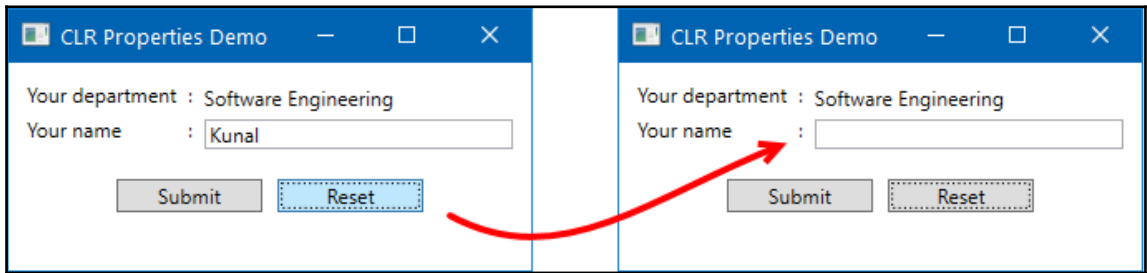 CLR Properties Demo
Your department : Software Engineering
Your name : Kunal
Submit Reset
CLR Properties Demo
Your department : Software Engineering
Your name :
Submit Reset